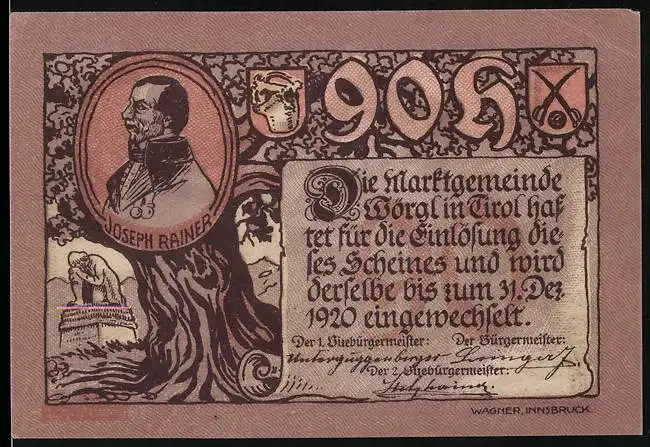 90 H
JOSEPH RAINER
Die Marktgemeinde
Wörgl in Tirol haf
tet für die Einlösung die-
ses Scheines und wird
derselbe bis zum 31. Dez.
1920 eingewechselt.
Der 1. Vizebürgermeister: Der Bürgermeister:
Unterguggenberger
Der 2. Vizebürgermeister:
WAGNER, INNSBRUCK.